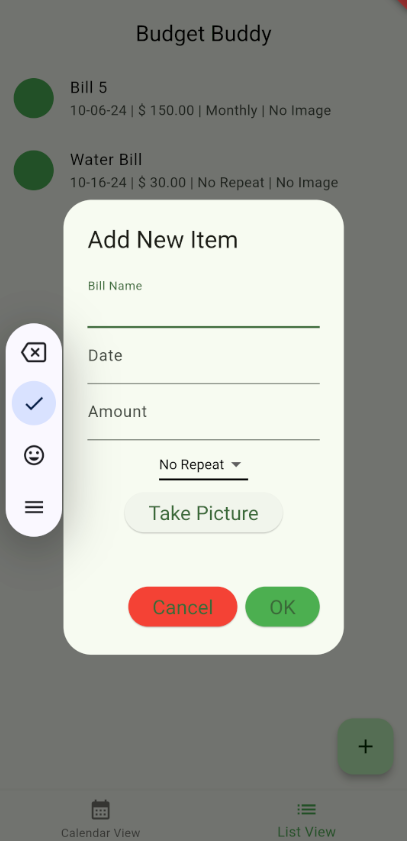 Budget Buddy
Bill 5
10-06-24 | $ 150.00 | Monthly | No Image
Water Bill
10-16-24 | $ 30.00 | No Repeat | No Image
Add New Item
Bill Name
Date
Amount
No Repeat
Take Picture
Cancel OK
+
Calendar View List View